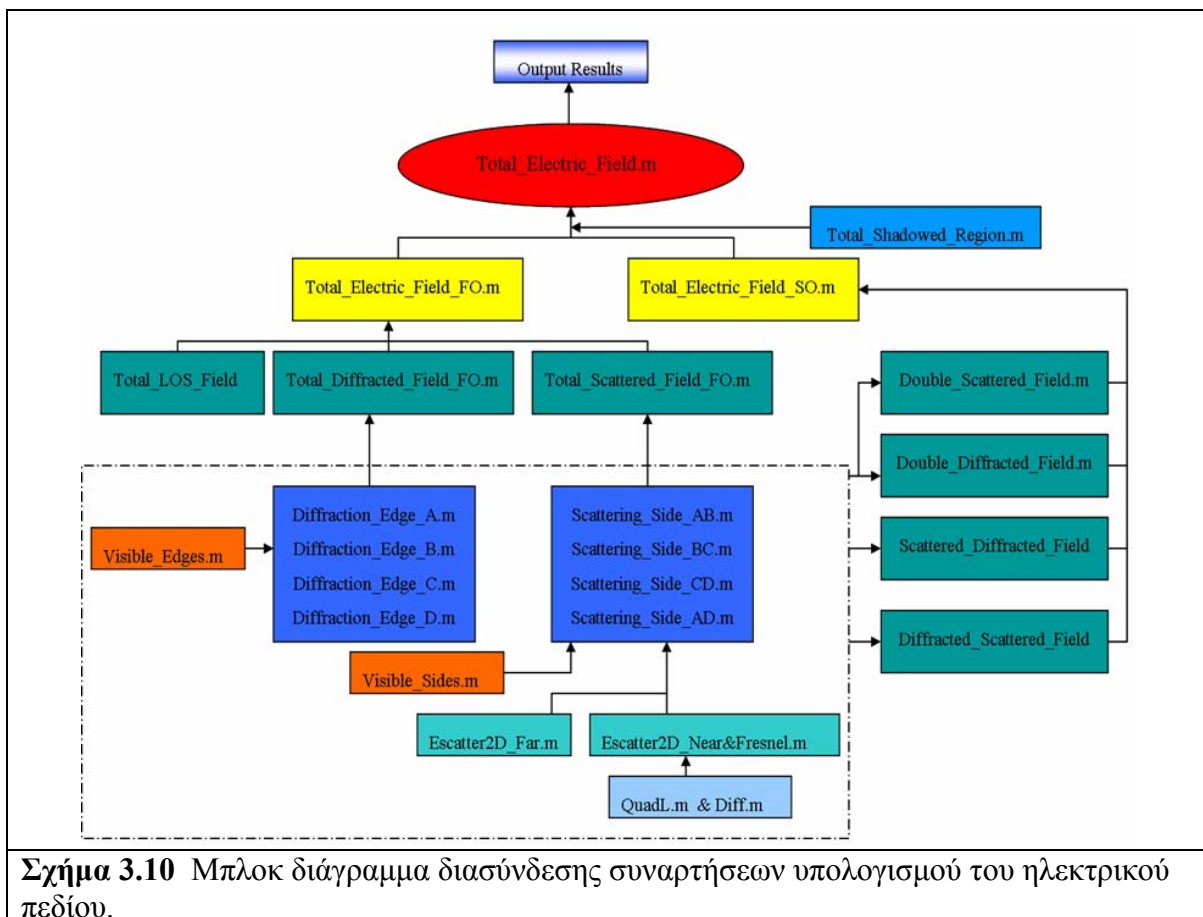 Output Results
Total_Electric_Field.m
Total_Shadowed_Region.m
Total_Electric_Field_FO.m
Total_Electric_Field_SO.m
Total_LOS_Field
Total_Diffracted_Field_FO.m
Total_Scattered_Field_FO.m
Double_Scattered_Field.m
Double_Diffracted_Field.m
Scattered_Diffracted_Field
Diffracted_Scattered_Field
Visible_Edges.m
Diffraction_Edge_A.m
Diffraction_Edge_B.m
Diffraction_Edge_C.m
Diffraction_Edge_D.m
Scattering_Side_AB.m
Scattering_Side_BC.m
Scattering_Side_CD.m
Scattering_Side_AD.m
Visible_Sides.m
Escatter2D_Far.m
Escatter2D_Near&Fresnel.m
QuadL.m & Diff.m
Σχήμα 3.10 Μπλοκ διάγραμμα διασύνδεσης συναρτήσεων υπολογισμού του ηλεκτρικού
πεδίου.